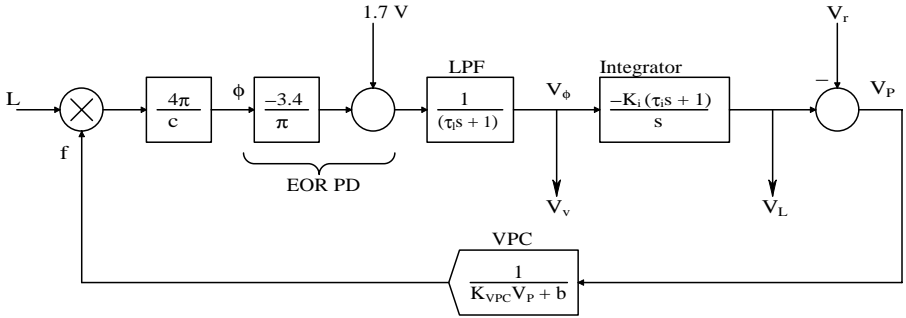 1.7 V
V_r
LPF
Integrator
L
4π
c
ϕ
−3.4
π
1
(τ_l s + 1)
V_ϕ
−K_i (τ_i s + 1)
s
−
V_P
f
EOR PD
V_v
V_L
VPC
1
K_VPC V_P + b